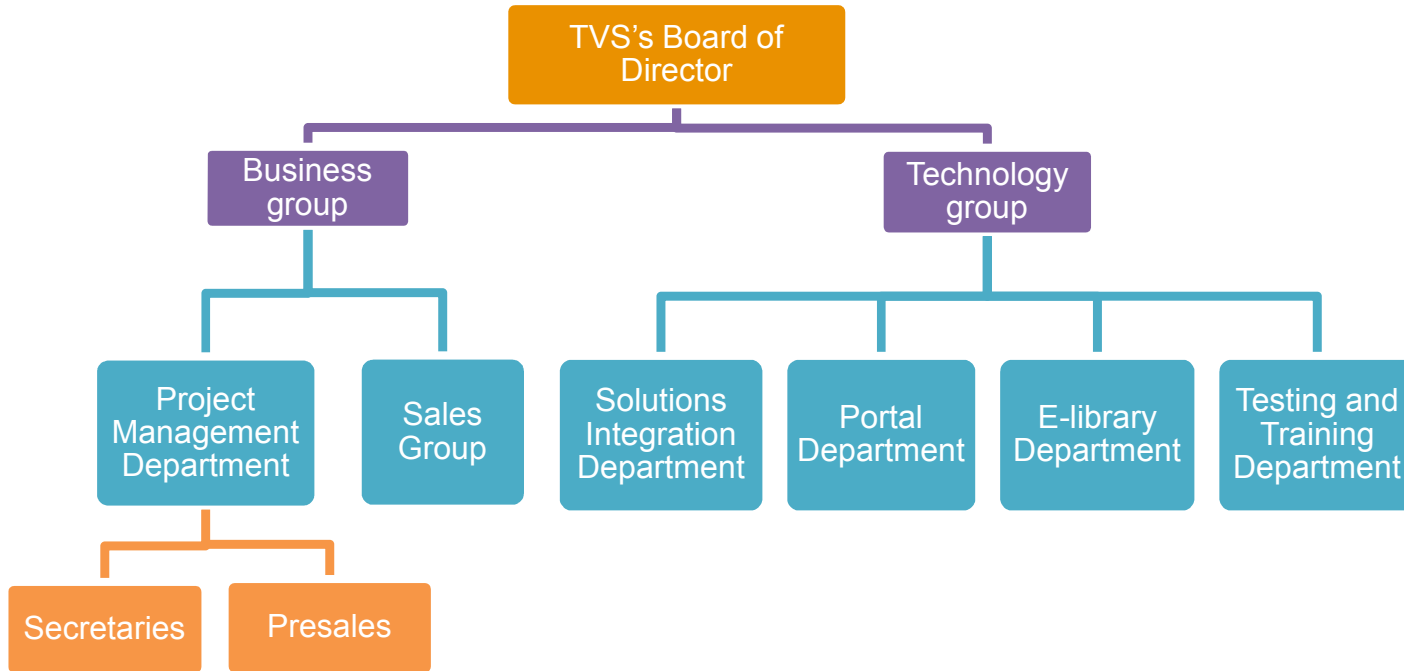 TVS’s Board of
Director
Business
group
Technology
group
Project
Management
Department
Sales
Group
Solutions
Integration
Department
Portal
Department
E-library
Department
Testing and
Training
Department
Secretaries
Presales